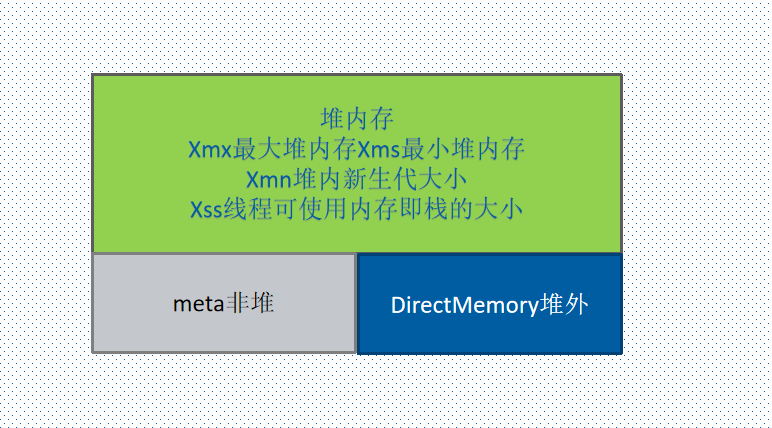 堆内存
Xmx最大堆内存Xms最小堆内存
Xmn堆内新生代大小
Xss线程可使用内存即栈的大小
meta非堆
DirectMemory堆外